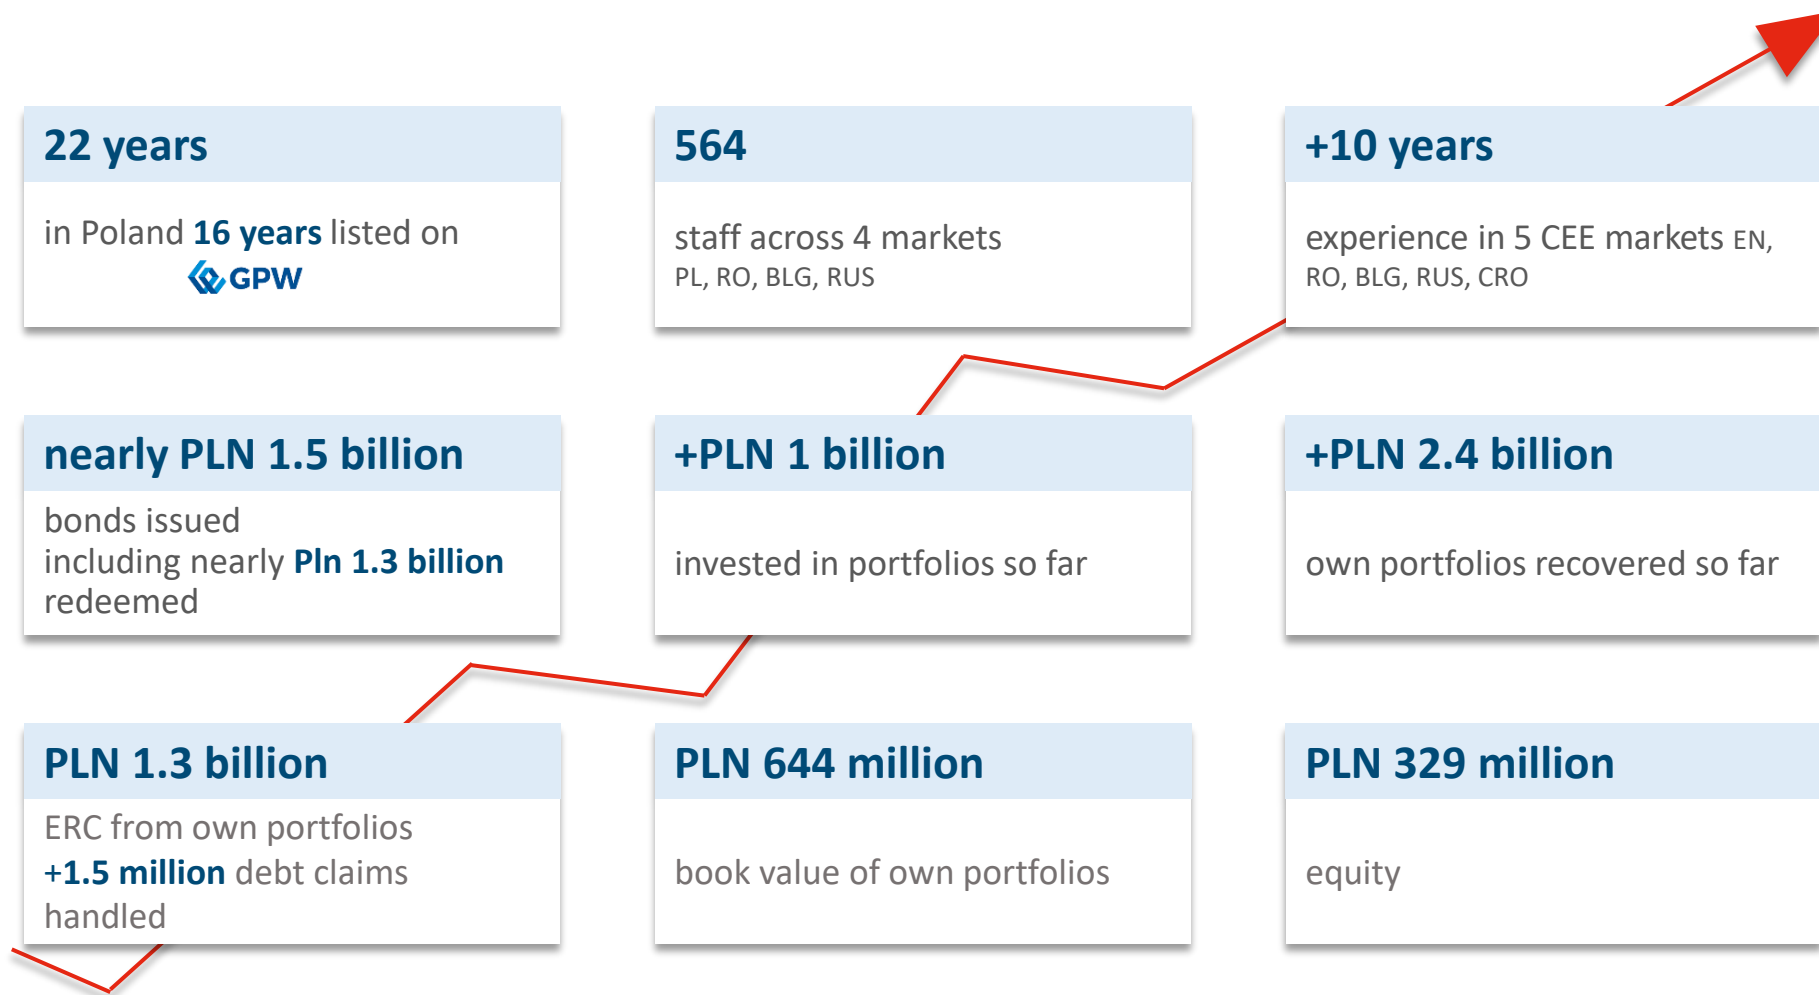 22 years
in Poland 16 years listed on
GPW
564
staff across 4 markets
PL, RO, BLG, RUS
+10 years
experience in 5 CEE markets EN,
RO, BLG, RUS, CRO
nearly PLN 1.5 billion
bonds issued
including nearly Pln 1.3 billion
redeemed
+PLN 1 billion
invested in portfolios so far
+PLN 2.4 billion
own portfolios recovered so far
PLN 1.3 billion
ERC from own portfolios
+1.5 million debt claims
handled
PLN 644 million
book value of own portfolios
PLN 329 million
equity